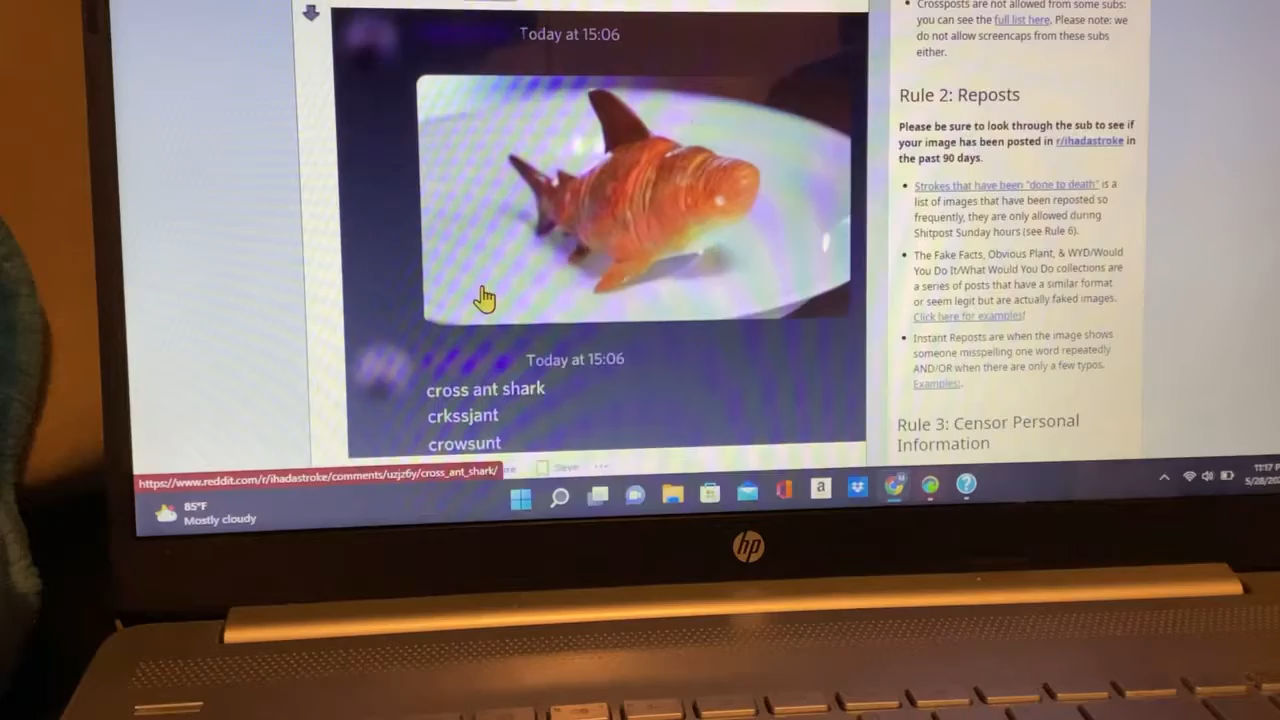 Today at 15:06
Today at 15:06
cross ant shark
crkssjant
crowsunt
Save
Crossposts are not allowed from some subs:
you can see the full list here. Please note: we
do not allow screencaps from these subs
either.
Rule 2: Reposts
Please be sure to look through the sub to see if
your image has been posted in r/ihadastroke in
the past 90 days.
Strokes that have been "done to death" is a
list of images that have been reposted so
frequently, they are only allowed during
Shitpost Sunday hours (see Rule 6).
The Fake Facts, Obvious Plant, & WYD/Would
You Do It/What Would You Do collections are
a series of posts that have a similar format
or seem legit but are actually faked images.
Click here for examples!
Instant Reposts are when the image shows
someone misspelling one word repeatedly
AND/OR when there are only a few typos.
Examples:.
Rule 3: Censor Personal
Information
https://www.reddit.com/r/ihadastroke/comments/uzjz6y/cross_ant_shark/
85°F
Mostly cloudy
a
11:17 P
5/28/202
hp